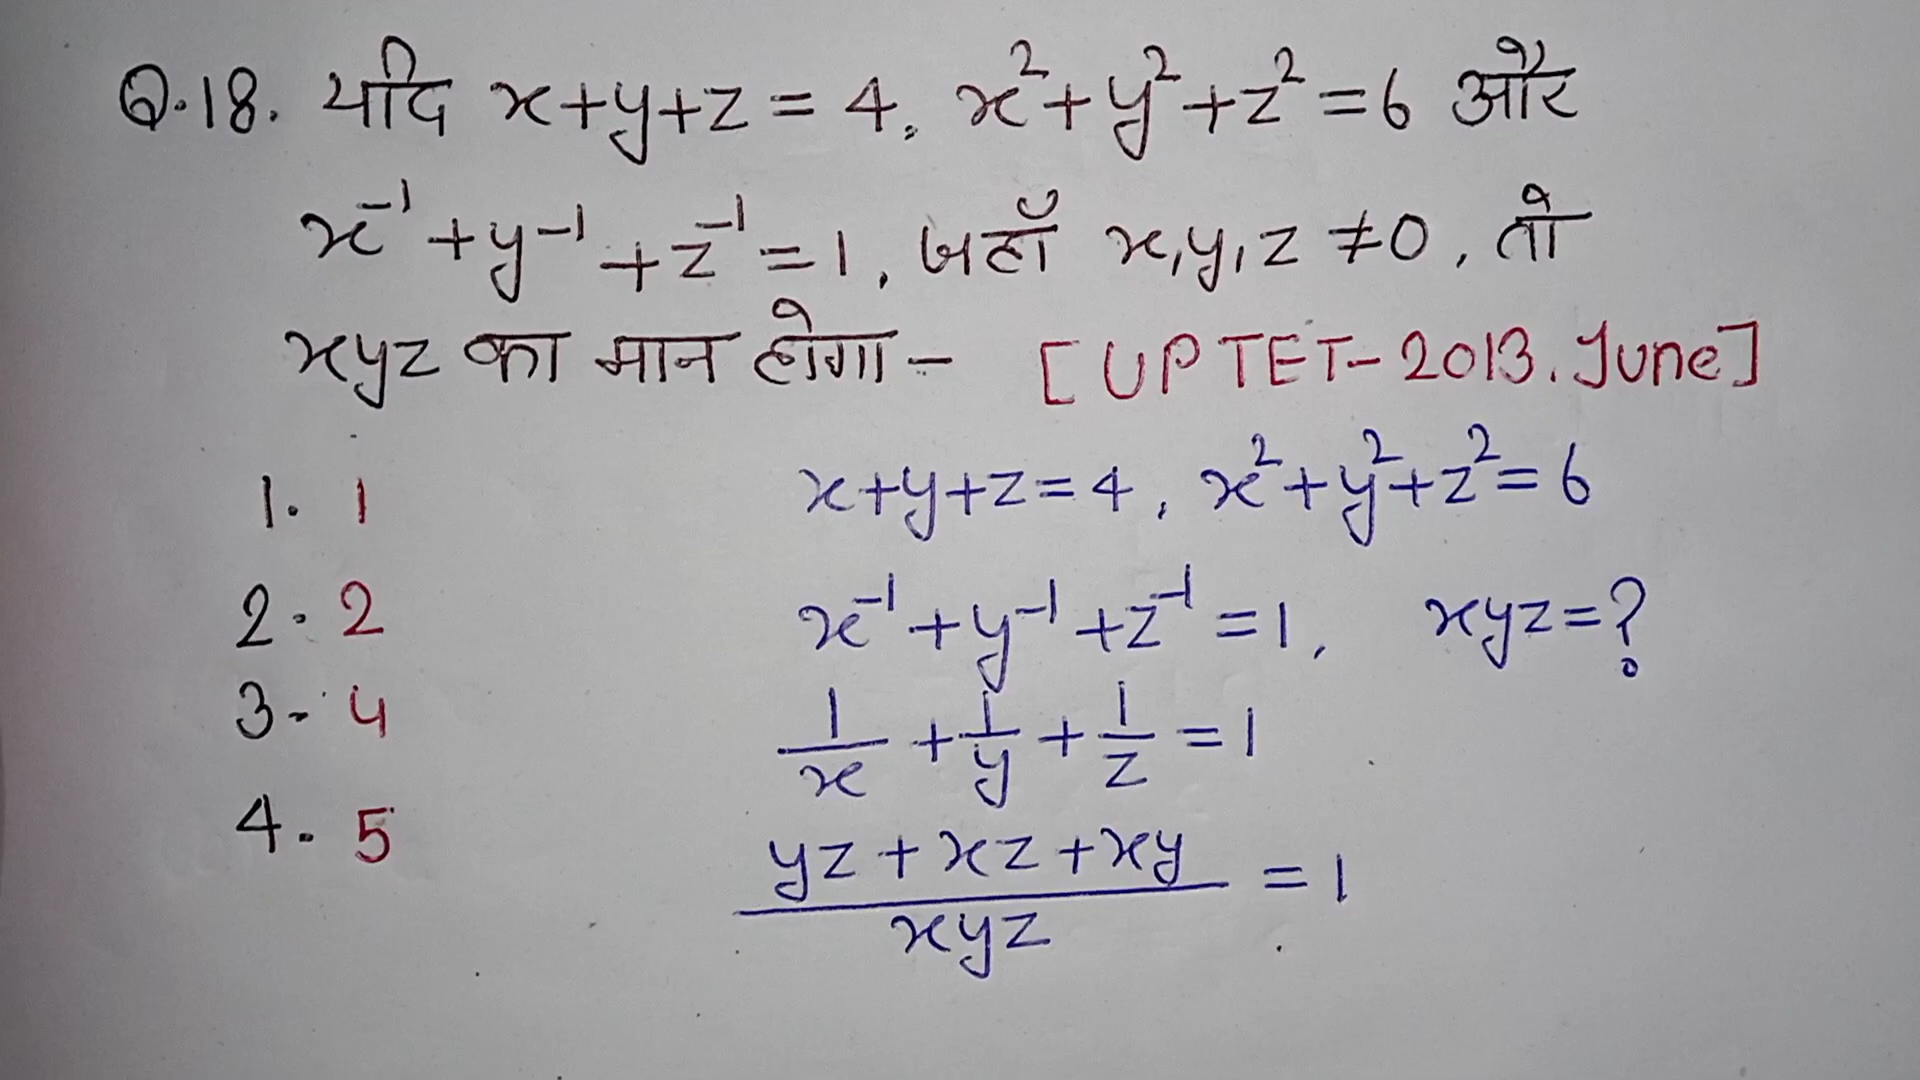 Q.18. यदि x+y+z=4, x²+y²+z²=6 और
x⁻¹+y⁻¹+z⁻¹=1, जहाँ x,y,z≠0, तो
xyz का मान होगा- [UPTET-2013.June]
1. 1
2. 2
3. 4
4. 5
x+y+z=4, x²+y²+z²=6
x⁻¹+y⁻¹+z⁻¹=1, xyz=?
1/x+1/y+1/z=1
yz+xz+xy/xyz=1